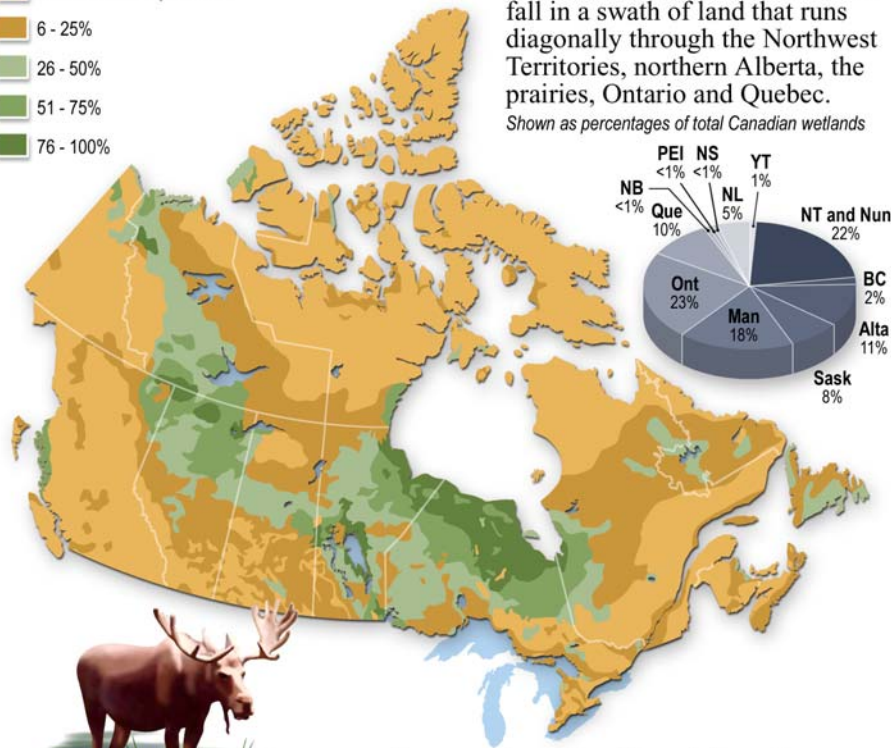 6 - 25%
26 - 50%
51 - 75%
76 - 100%
fall in a swath of land that runs
diagonally through the Northwest
Territories, northern Alberta, the
prairies, Ontario and Quebec.
Shown as percentages of total Canadian wetlands
PEI
<1%
NS
<1%
YT
1%
NB
<1%
NL
5%
Que
10%
NT and Nun
22%
Ont
23%
Man
18%
BC
2%
Alta
11%
Sask
8%